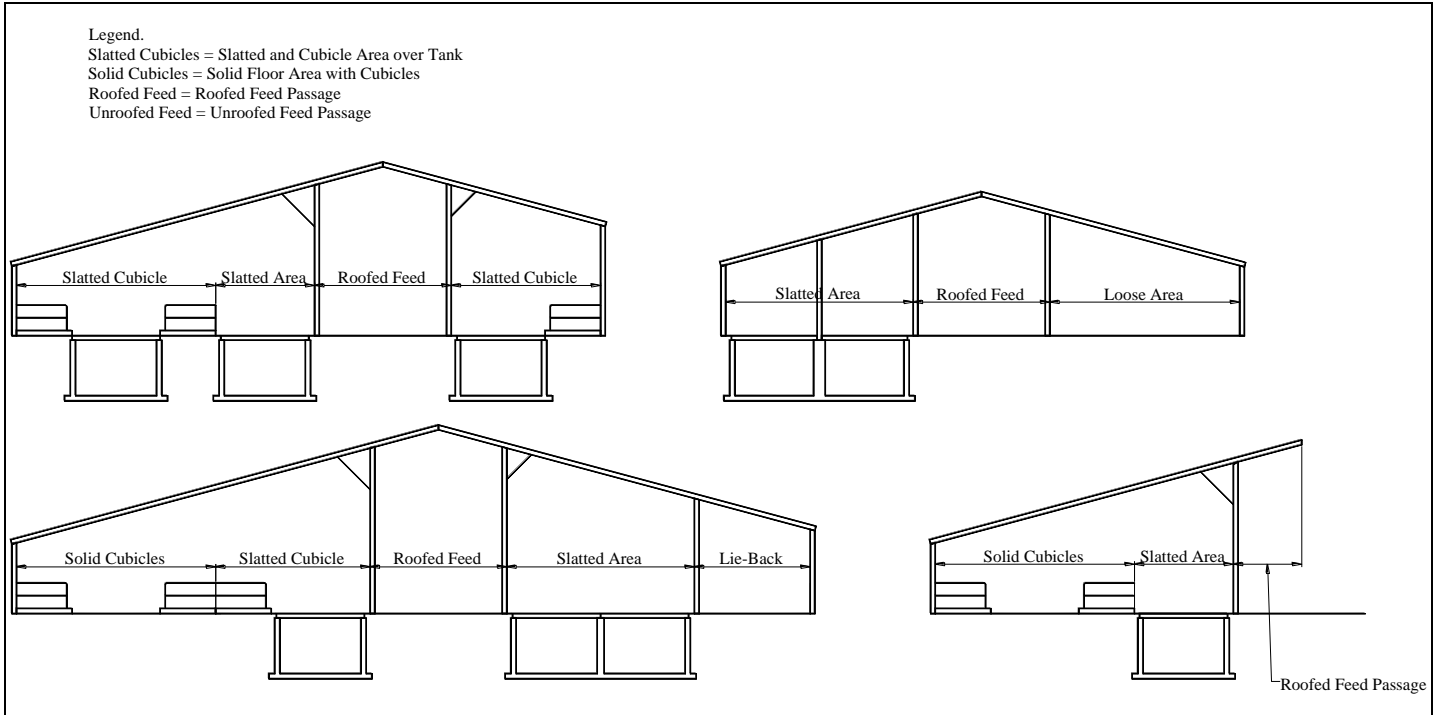 Legend.
Slatted Cubicles = Slatted and Cubicle Area over Tank
Solid Cubicles = Solid Floor Area with Cubicles
Roofed Feed = Roofed Feed Passage
Unroofed Feed = Unroofed Feed Passage
Slatted Cubicle Slatted Area Roofed Feed Slatted Cubicle
Slatted Area Roofed Feed Loose Area
Solid Cubicles Slatted Cubicle Roofed Feed Slatted Area Lie-Back
Solid Cubicles Slatted Area
Roofed Feed Passage